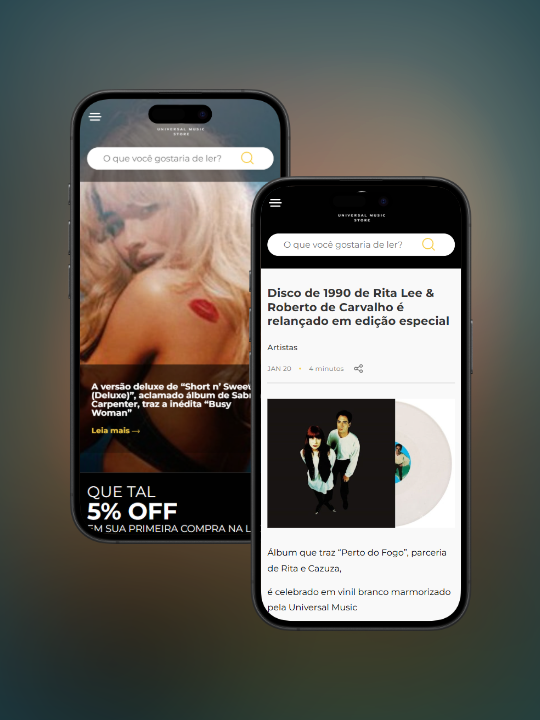 UNIVERSAL MUSIC
STORE
O que você gostaria de ler?
A versão deluxe de “Short n’ Sweet
(Deluxe)”, aclamado álbum de
Carpenter, traz a inédita “Busy
Woman”
Leia mais →
QUE TAL
5% OFF
EM SUA PRIMEIRA COMPRA NA
UNIVERSAL MUSIC
STORE
O que você gostaria de ler?
Disco de 1990 de Rita Lee &
Roberto de Carvalho é
relançado em edição especial
Artistas
JAN 20 • 4 minutos
Álbum que traz “Perto do Fogo”, parceria
de Rita e Cazuza,
é celebrado em vinil branco marmorizado
pela Universal Music